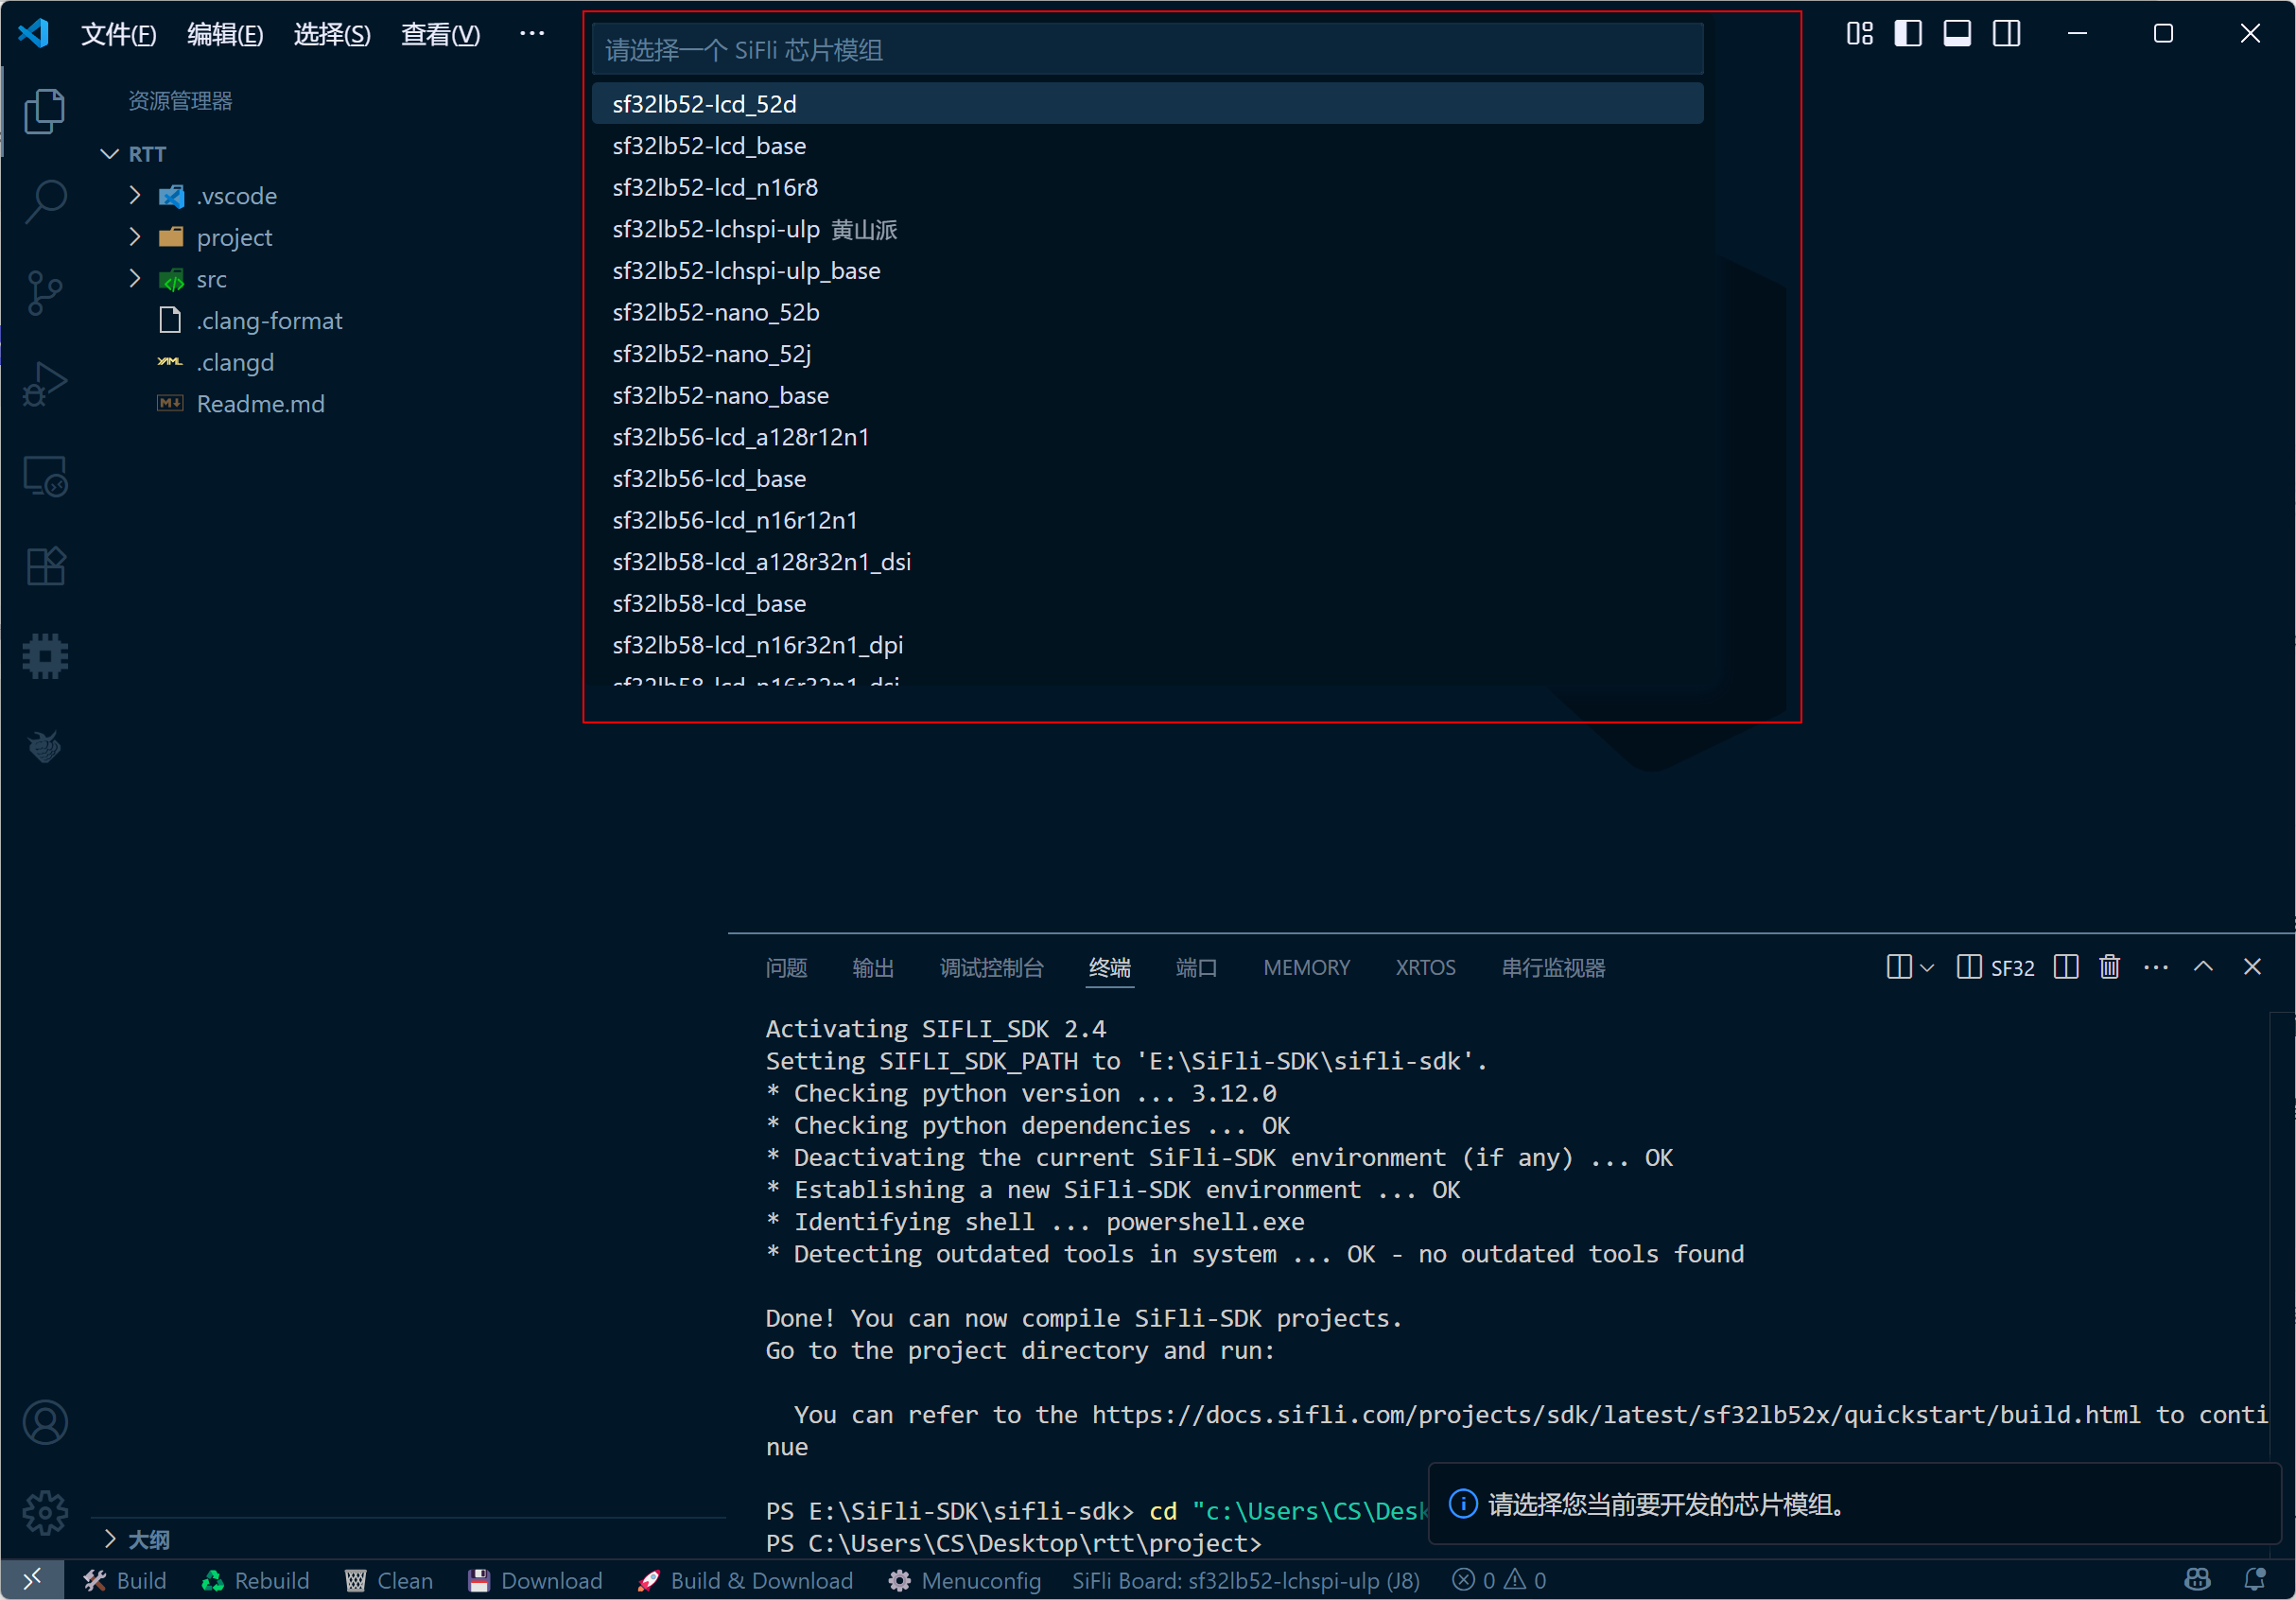 文件(F) 编辑(E) 选择(S) 查看(V) ···
请选择一个 SiFli 芯片模组
sf32lb52-lcd_52d
sf32lb52-lcd_base
sf32lb52-lcd_n16r8
sf32lb52-lchspi-ulp 黄山派
sf32lb52-lchspi-ulp_base
sf32lb52-nano_52b
sf32lb52-nano_52j
sf32lb52-nano_base
sf32lb56-lcd_a128r12n1
sf32lb56-lcd_base
sf32lb56-lcd_n16r12n1
sf32lb58-lcd_a128r32n1_dsi
sf32lb58-lcd_base
sf32lb58-lcd_n16r32n1_dpi
sf32lb58-lcd_n16r32n1_dsi
资源管理器
RTT
.vscode
project
src
.clang-format
YAML .clangd
M↓ Readme.md
大纲
问题 输出 调试控制台 终端 端口 MEMORY XRTOS 串行监视器 SF32
Activating SIFLI_SDK 2.4
Setting SIFLI_SDK_PATH to 'E:\SiFli-SDK\sifli-sdk'.
* Checking python version ... 3.12.0
* Checking python dependencies ... OK
* Deactivating the current SiFli-SDK environment (if any) ... OK
* Establishing a new SiFli-SDK environment ... OK
* Identifying shell ... powershell.exe
* Detecting outdated tools in system ... OK - no outdated tools found
Done! You can now compile SiFli-SDK projects.
Go to the project directory and run:
You can refer to the https://docs.sifli.com/projects/sdk/latest/sf32lb52x/quickstart/build.html to conti
nue
PS E:\SiFli-SDK\sifli-sdk> cd "c:\Users\CS\Desk
PS C:\Users\CS\Desktop\rtt\project>
请选择您当前要开发的芯片模组。
Build Rebuild Clean Download Build & Download Menuconfig SiFli Board: sf32lb52-lchspi-ulp (J8) 0 0